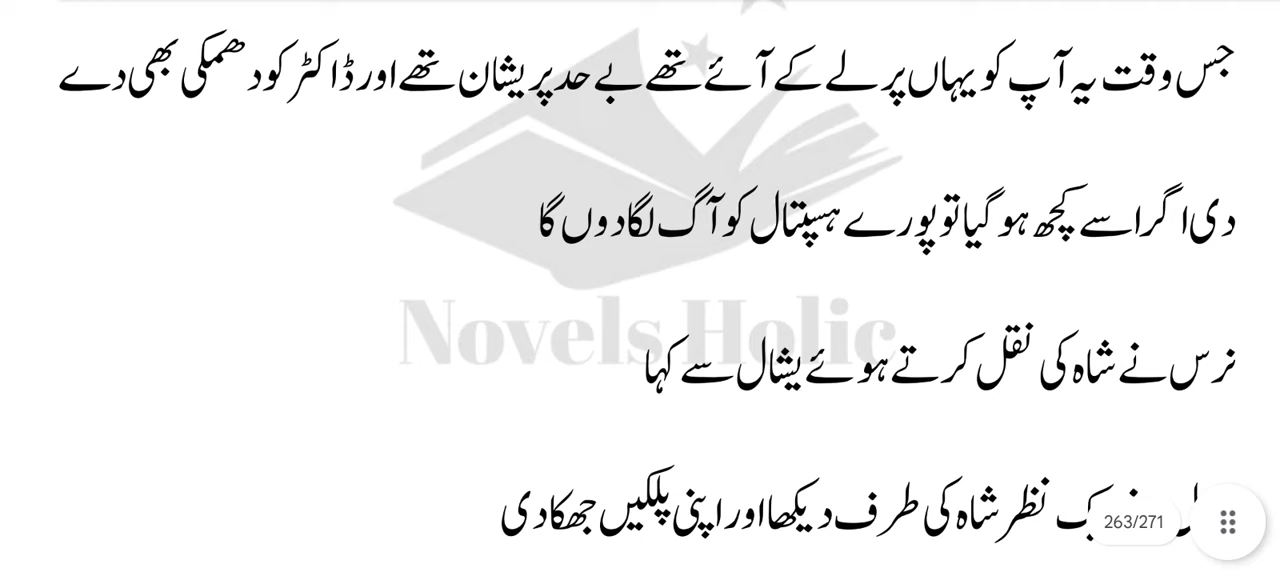 جس وقت یہ آپ کو یہاں پر لے کے آئے تھے بے حد پریشان تھے اور ڈاکٹر کو دھمکی بھی دے
دی اگر اسے کچھ ہو گیا تو پورے ہسپتال کو آگ لگا دوں گا
Novels Holic
نرس نے شاہ کی نقل کرتے ہوئے یشال سے کہا
نظر شاہ کی طرف دیکھا اور اپنی پلکیں جھکا دی
263/271